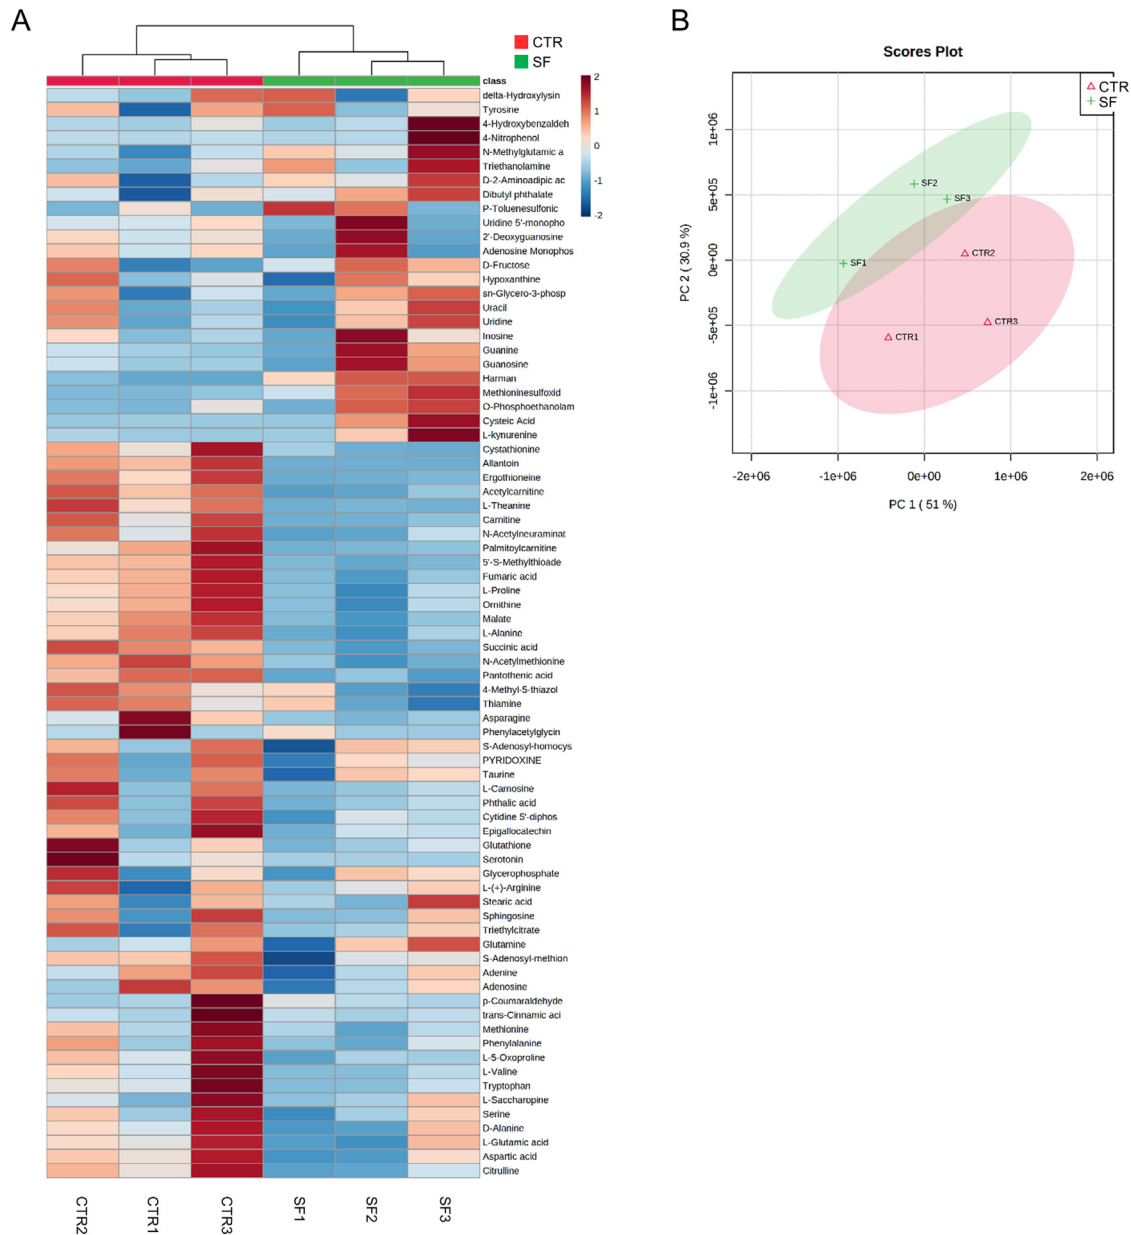 A
B
CTR
SF
class
2
1
0
-1
-2
delta-Hydroxylysin
Tyrosine
4-Hydroxybenzaldeh
4-Nitrophenol
N-Methylglutamic a
Triethanolamine
D-2-Aminoadipic ac
Dibutyl phthalate
P-Toluenesulfonic
Uridine 5'-monopho
2'-Deoxyguanosine
Adenosine Monophos
D-Fructose
Hypoxanthine
sn-Glycero-3-phosp
Uracil
Uridine
Inosine
Guanine
Guanosine
Harman
Methioninesulfoxid
O-Phosphoethanolam
Cysteic Acid
L-kynurenine
Cystathionine
Allantoin
Ergothioneine
Acetylcarnitine
L-Theanine
Carnitine
N-Acetylneuraminat
Palmitoylcarnitine
5'-S-Methylthioade
Fumaric acid
L-Proline
Ornithine
Malate
L-Alanine
Succinic acid
N-Acetylmethionine
Pantothenic acid
4-Methyl-5-thiazol
Thiamine
Asparagine
Phenylacetylglycin
S-Adenosyl-homocys
PYRIDOXINE
Taurine
L-Carnosine
Phthalic acid
Cytidine 5'-diphos
Epigallocatechin
Glutathione
Serotonin
Glycerophosphate
L-(+)-Arginine
Stearic acid
Sphingosine
Triethylcitrate
Glutamine
S-Adenosyl-methion
Adenine
Adenosine
p-Coumaraldehyde
trans-Cinnamic aci
Methionine
Phenylalanine
L-5-Oxoproline
L-Valine
Tryptophan
L-Saccharopine
Serine
D-Alanine
L-Glutamic acid
Aspartic acid
Citrulline
CTR2
CTR1
CTR3
SF1
SF2
SF3
Scores Plot
CTR
SF
PC 2 ( 30.9 %)
1e+06
5e+05
0e+00
-5e+05
-1e+06
SF2
SF3
SF1
CTR2
CTR3
CTR1
-2e+06
-1e+06
0e+00
1e+06
2e+06
PC 1 ( 51 %)